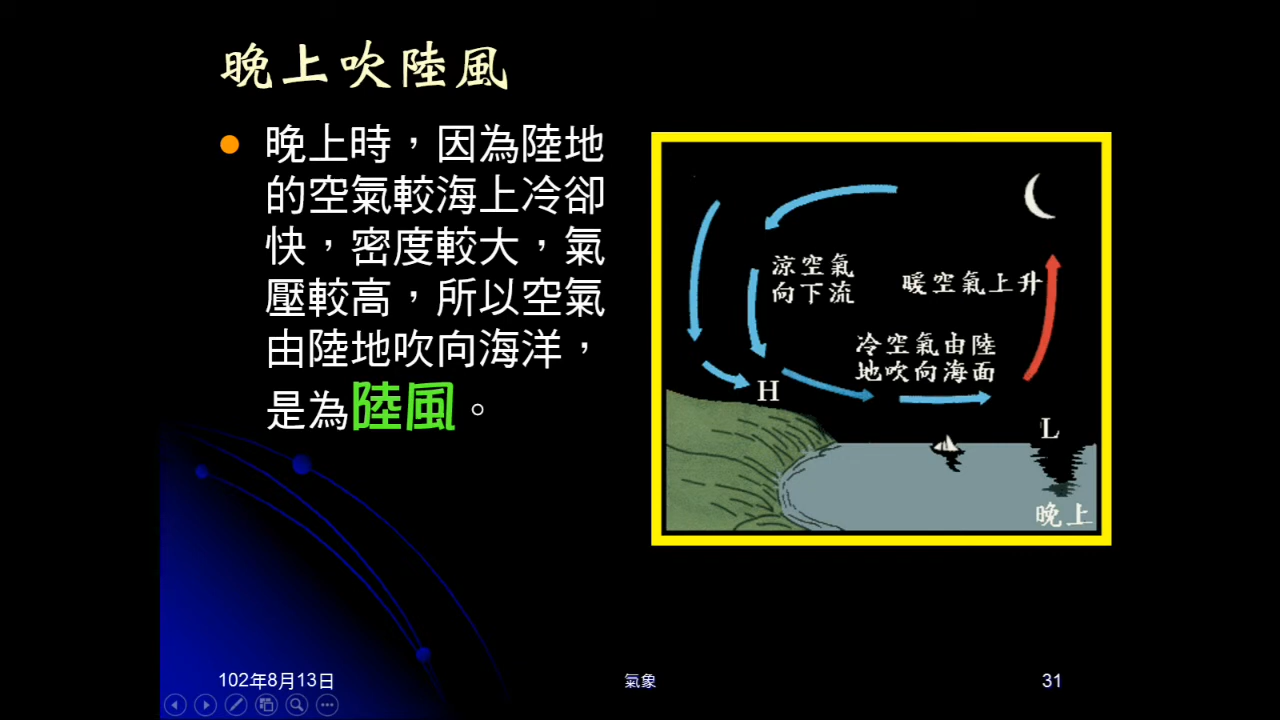 晚上吹陸風
晚上時，因為陸地
的空氣較海上冷卻
快，密度較大，氣
壓較高，所以空氣
由陸地吹向海洋，
是為陸風。
涼空氣
向下流
暖空氣上升
冷空氣由陸
地吹向海面
H
L
晚上
102年8月13日
氣象
31